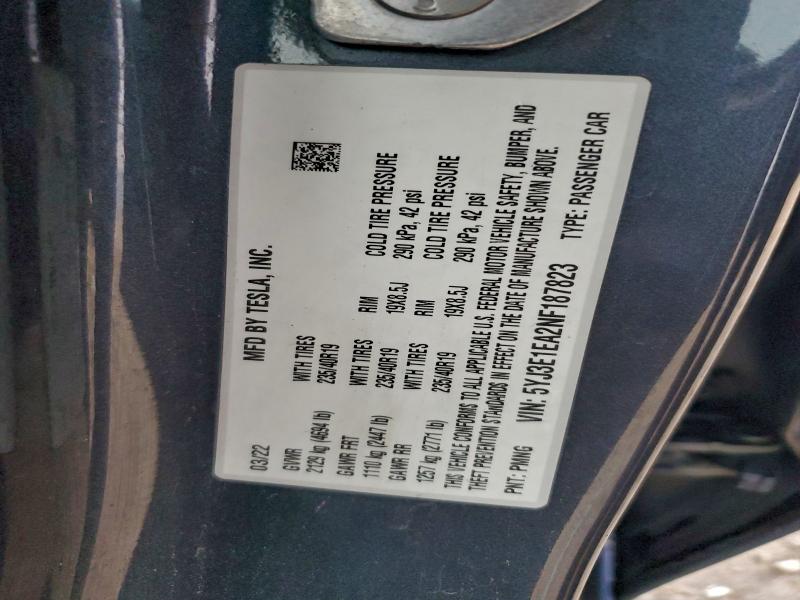 MFD BY TESLA, INC.
03/22
GVWR WITH TIRES RIM COLD TIRE PRESSURE
2129 kg (4694 lb) 235/40R19 19X8.5J 290 kPa, 42 psi
GAWR FRT WITH TIRES RIM COLD TIRE PRESSURE
1110 kg (2447 lb) 235/40R19 19X8.5J 290 kPa, 42 psi
GAWR RR WITH TIRES
1257 kg (2771 lb) 235/40R19
THIS VEHICLE CONFORMS TO ALL APPLICABLE U.S. FEDERAL MOTOR VEHICLE SAFETY, BUMPER, AND
THEFT PREVENTION STANDARDS IN EFFECT ON THE DATE OF MANUFACTURE SHOWN ABOVE.
VIN: 5YJ3E1EA2NF187823 TYPE: PASSENGER CAR
PNT: PMNG